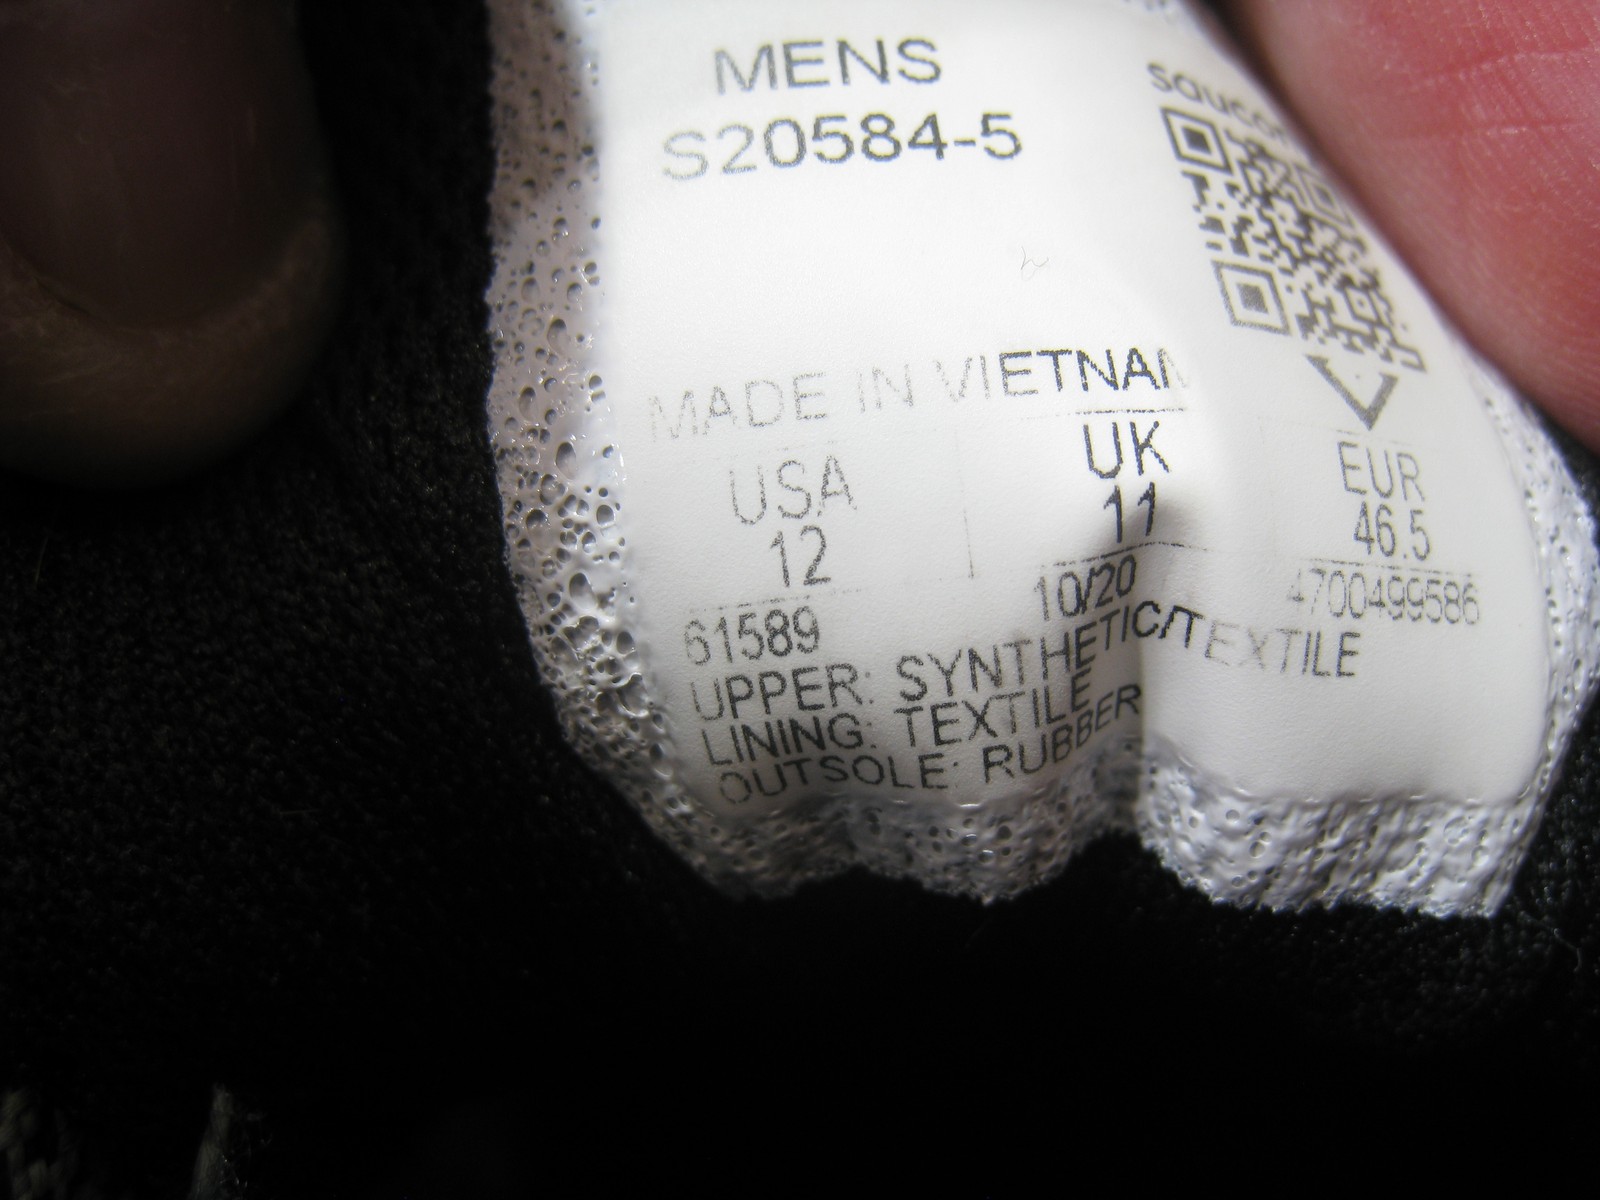 MENS
saucon
S20584-5
MADE IN VIETNAM
USA UK EUR
12 11 46.5
61589 10/20 4700499586
UPPER: SYNTHETIC/TEXTILE
LINING: TEXTILE
OUTSOLE: RUBBER